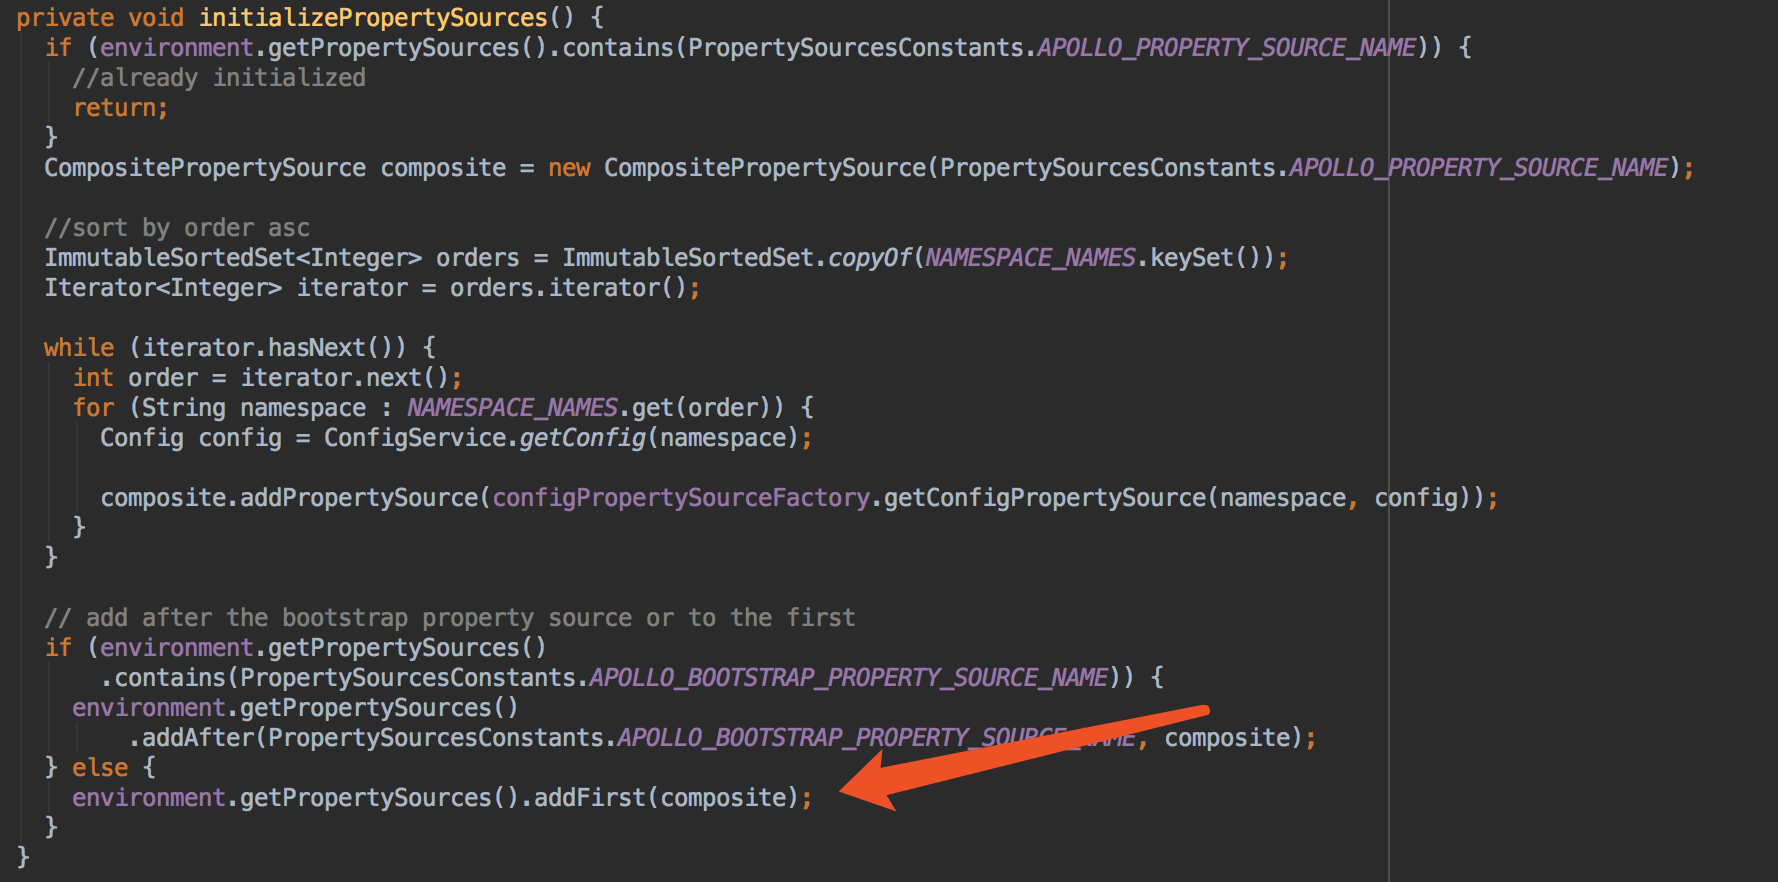 private void initializePropertySources() {
if (environment.getPropertySources().contains(PropertySourcesConstants.APOLLO_PROPERTY_SOURCE_NAME)) {
//already initialized
return;
}
CompositePropertySource composite = new CompositePropertySource(PropertySourcesConstants.APOLLO_PROPERTY_SOURCE_NAME);
//sort by order asc
ImmutableSortedSet<Integer> orders = ImmutableSortedSet.copyOf(NAMESPACE_NAMES.keySet());
Iterator<Integer> iterator = orders.iterator();
while (iterator.hasNext()) {
int order = iterator.next();
for (String namespace : NAMESPACE_NAMES.get(order)) {
Config config = ConfigService.getConfig(namespace);
composite.addPropertySource(configPropertySourceFactory.getConfigPropertySource(namespace, config));
}
}
// add after the bootstrap property source or to the first
if (environment.getPropertySources()
.contains(PropertySourcesConstants.APOLLO_BOOTSTRAP_PROPERTY_SOURCE_NAME)) {
environment.getPropertySources()
.addAfter(PropertySourcesConstants.APOLLO_BOOTSTRAP_PROPERTY_SOURCE_NAME, composite);
} else {
environment.getPropertySources().addFirst(composite);
}
}